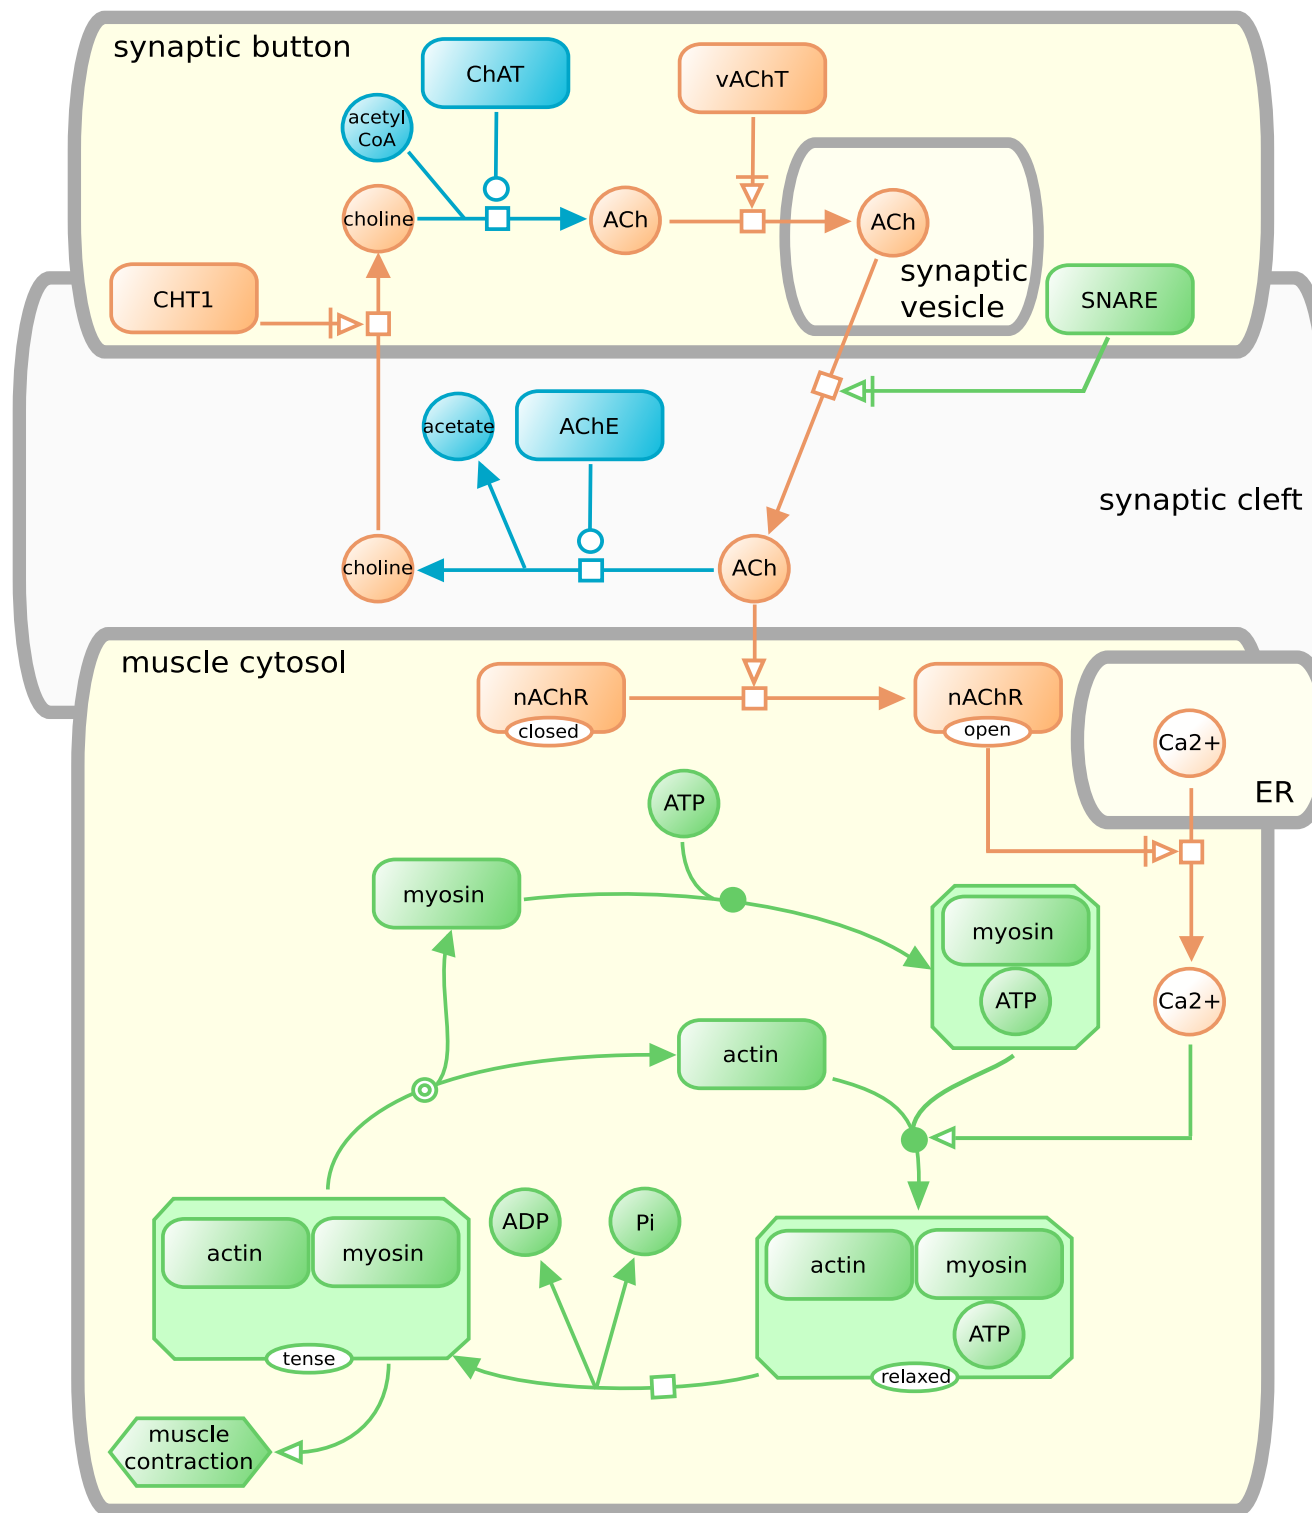 synaptic button
ChAT
vAChT
acetyl
CoA
choline
ACh
ACh
synaptic
vesicle
CHT1
SNARE
acetate
AChE
synaptic cleft
choline
ACh
muscle cytosol
nAChR
closed
nAChR
open
Ca2+
ER
ATP
myosin
myosin
ATP
Ca2+
actin
ADP
Pi
actin
myosin
tense
actin
myosin
ATP
relaxed
muscle
contraction